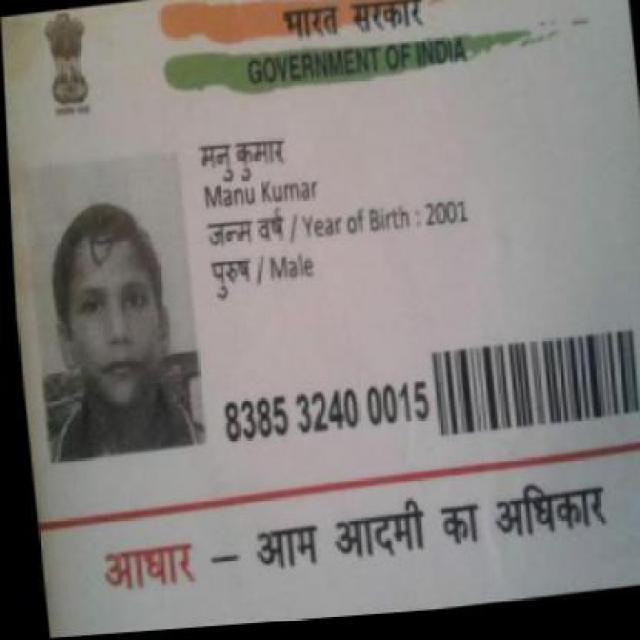 भारत सरकार
GOVERNMENT OF INDIA
मनु कुमार
Manu Kumar
जन्म वर्ष / Year of Birth : 2001
पुरुष / Male
8385 3240 0015
आधार – आम आदमी का अधिकार